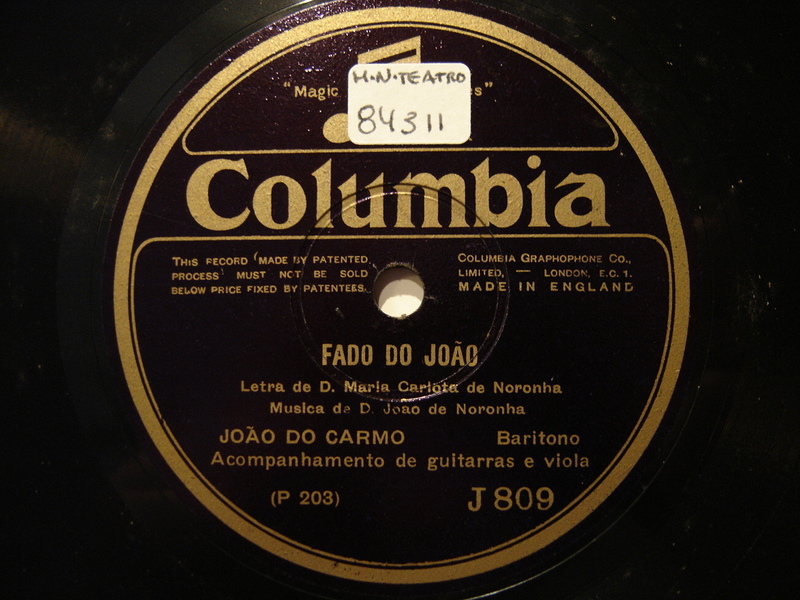 M.N.TEATRO
84311
"Magic
Columbia
THIS RECORD (MADE BY PATENTED
PROCESS) MUST NOT BE SOLD
BELOW PRICE FIXED BY PATENTEES.
COLUMBIA GRAPHOPHONE CO.,
LIMITED, — LONDON, E.C.1.
MADE IN ENGLAND
FADO DO JOÃO
Letra de D. Maria Carlota de Noronha
Musica de D. João de Noronha
JOÃO DO CARMO Baritono
Acompanhamento de guitarras e viola
(P 203) J 809